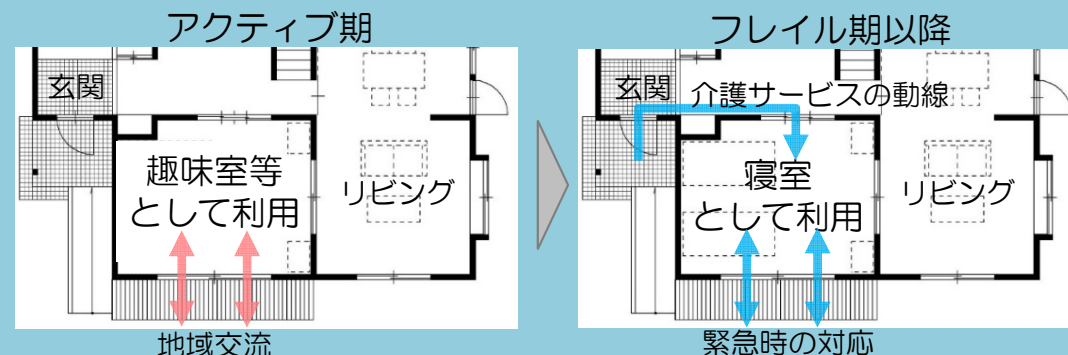 アクティブ期
玄関
趣味室等
として利用
リビング
地域交流
フレイル期以降
玄関
介護サービスの動線
寝室
として利用
リビング
緊急時の対応